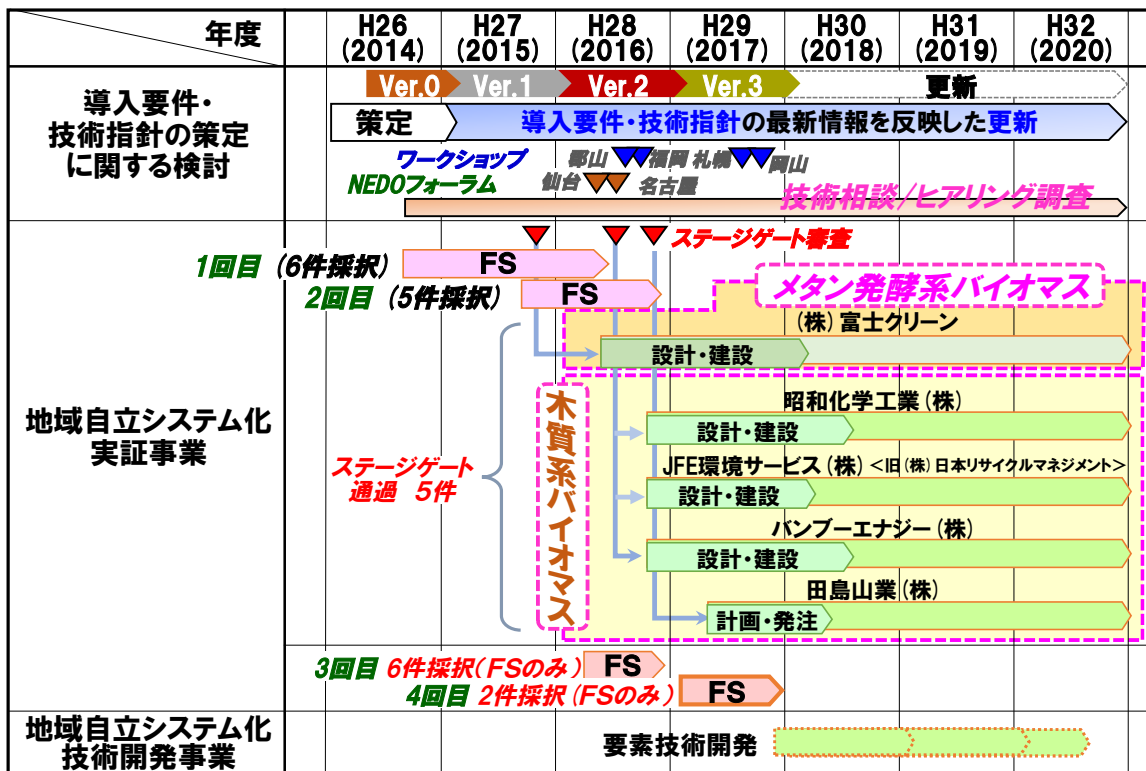 年度
H26
(2014)
H27
(2015)
H28
(2016)
H29
(2017)
H30
(2018)
H31
(2019)
H32
(2020)
導入要件・
技術指針の策定
に関する検討
Ver.0
Ver.1
Ver.2
Ver.3
更新
策定
導入要件・技術指針の最新情報を反映した更新
ワークショップ
郡山
福岡
札幌
岡山
NEDOフォーラム
仙台
名古屋
技術相談/ヒアリング調査
地域自立システム化
実証事業
ステージゲート審査
1回目 (6件採択)
FS
2回目 (5件採択)
FS
メタン発酵系バイオマス
(株)富士クリーン
設計・建設
木質系バイオマス
昭和化学工業(株)
設計・建設
ステージゲート
通過 5件
JFE環境サービス(株) <旧(株)日本リサイクルマネジメント>
設計・建設
バンブーエナジー(株)
設計・建設
田島山業(株)
計画・発注
3回目 6件採択(FSのみ)
FS
4回目 2件採択(FSのみ)
FS
地域自立システム化
技術開発事業
要素技術開発